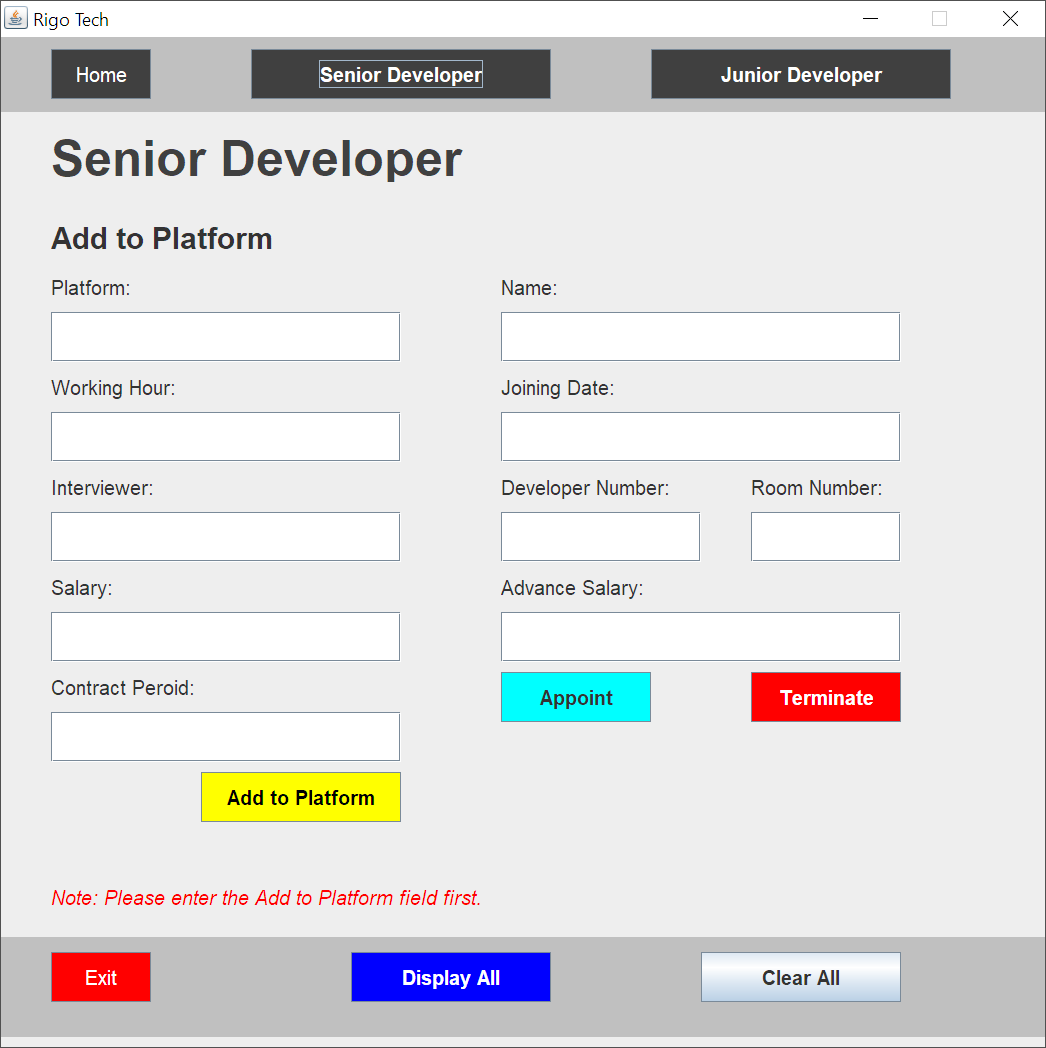 Rigo Tech
Home
Senior Developer
Junior Developer
Senior Developer
Add to Platform
Platform:
Name:
Working Hour:
Joining Date:
Interviewer:
Developer Number:
Room Number:
Salary:
Advance Salary:
Contract Peroid:
Appoint
Terminate
Add to Platform
Note: Please enter the Add to Platform field first.
Exit
Display All
Clear All